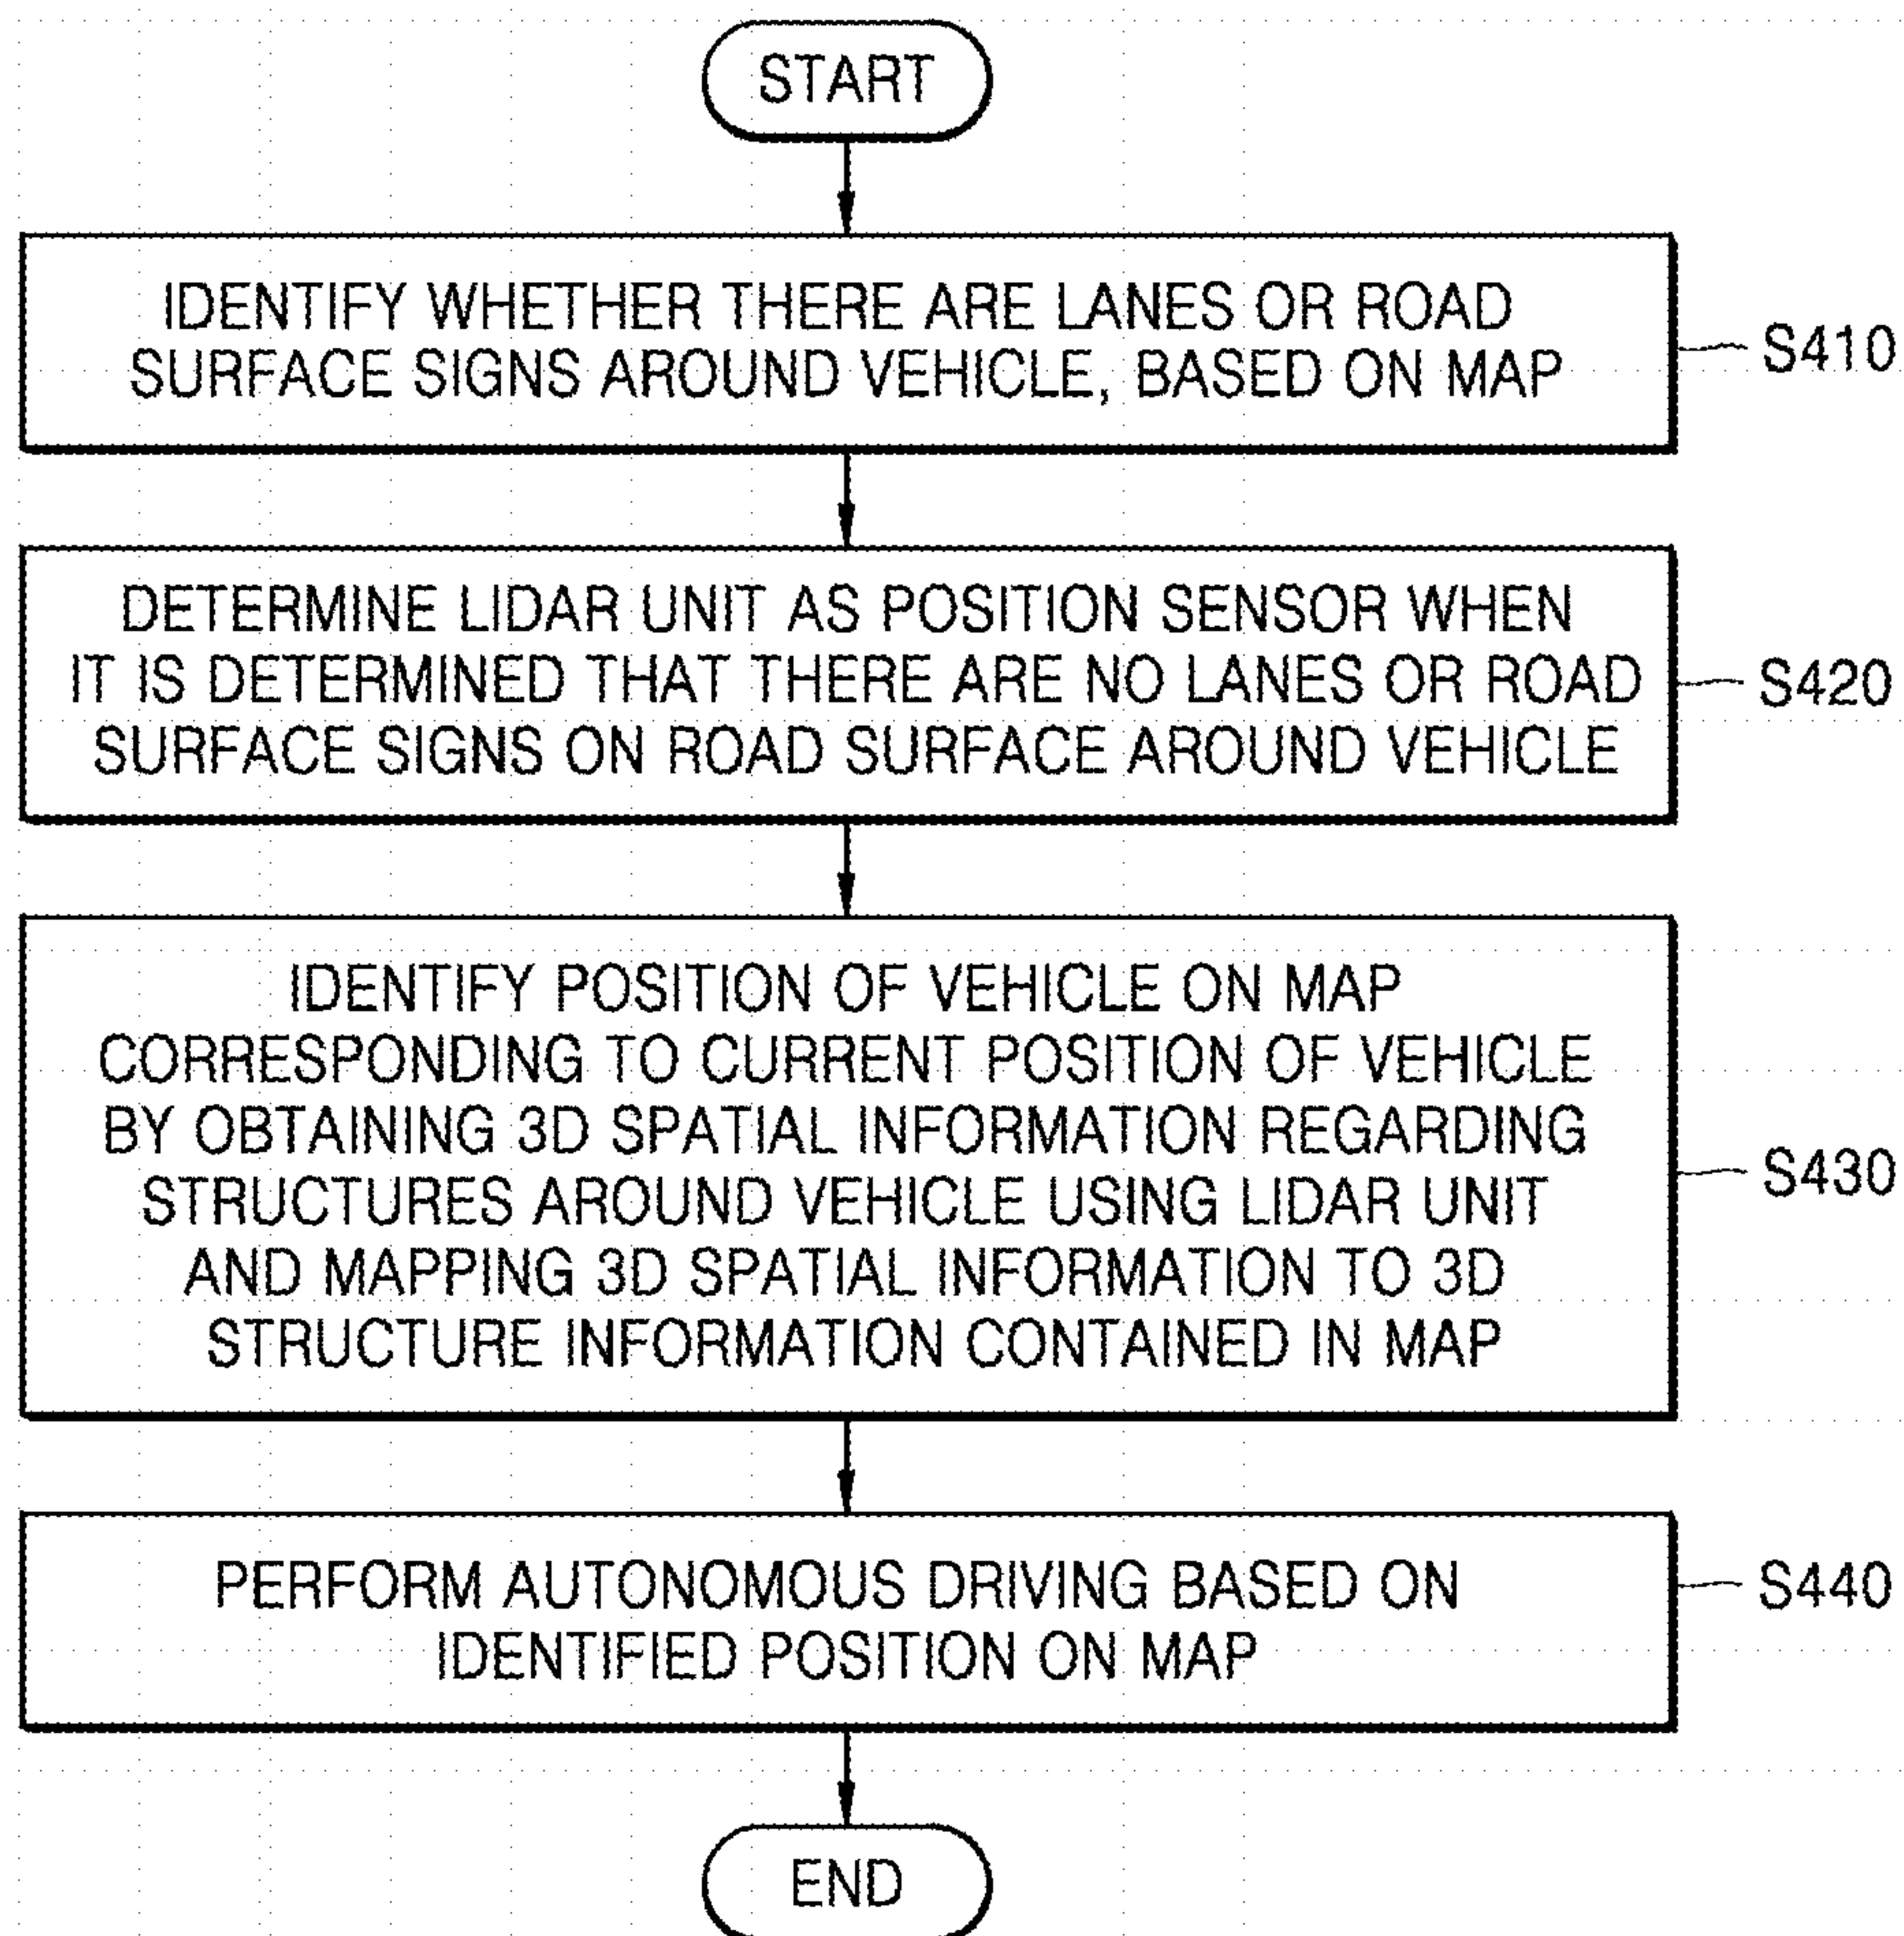 START
IDENTIFY WHETHER THERE ARE LANES OR ROAD
SURFACE SIGNS AROUND VEHICLE, BASED ON MAP
S410
DETERMINE LIDAR UNIT AS POSITION SENSOR WHEN
IT IS DETERMINED THAT THERE ARE NO LANES OR ROAD
SURFACE SIGNS ON ROAD SURFACE AROUND VEHICLE
S420
IDENTIFY POSITION OF VEHICLE ON MAP
CORRESPONDING TO CURRENT POSITION OF VEHICLE
BY OBTAINING 3D SPATIAL INFORMATION REGARDING
STRUCTURES AROUND VEHICLE USING LIDAR UNIT
AND MAPPING 3D SPATIAL INFORMATION TO 3D
STRUCTURE INFORMATION CONTAINED IN MAP
S430
PERFORM AUTONOMOUS DRIVING BASED ON
IDENTIFIED POSITION ON MAP
S440
END